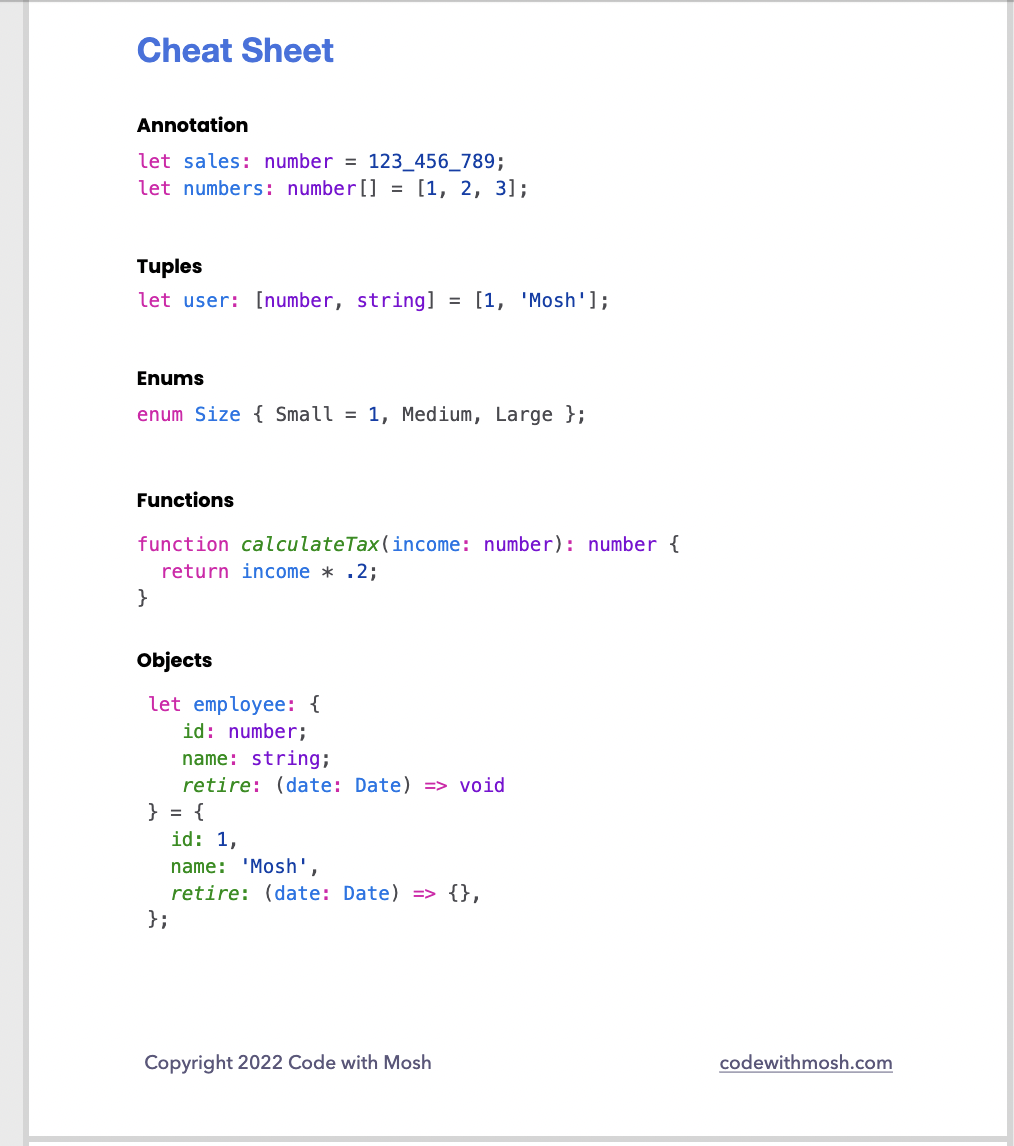 Cheat Sheet
Annotation
let sales: number = 123_456_789;
let numbers: number[] = [1, 2, 3];
Tuples
let user: [number, string] = [1, 'Mosh'];
Enums
enum Size { Small = 1, Medium, Large };
Functions
function calculateTax(income: number): number {
  return income * .2;
}
Objects
let employee: {
   id: number;
   name: string;
   retire: (date: Date) => void
} = {
  id: 1,
  name: 'Mosh',
  retire: (date: Date) => {},
};
Copyright 2022 Code with Mosh
codewithmosh.com